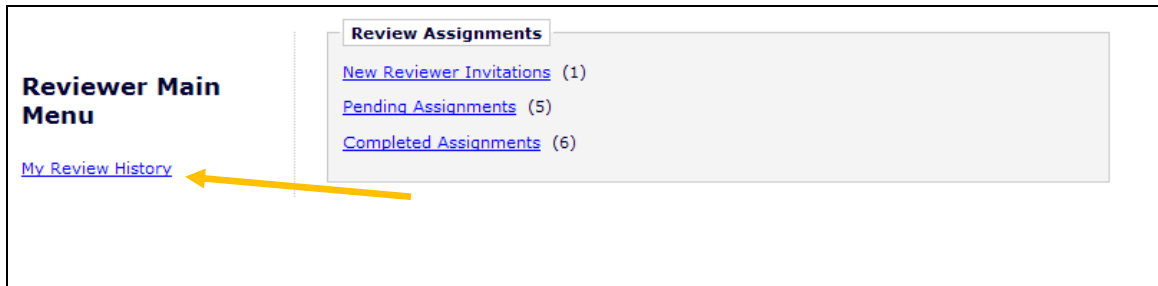 Reviewer Main
Menu
My Review History
Review Assignments
New Reviewer Invitations (1)
Pending Assignments (5)
Completed Assignments (6)